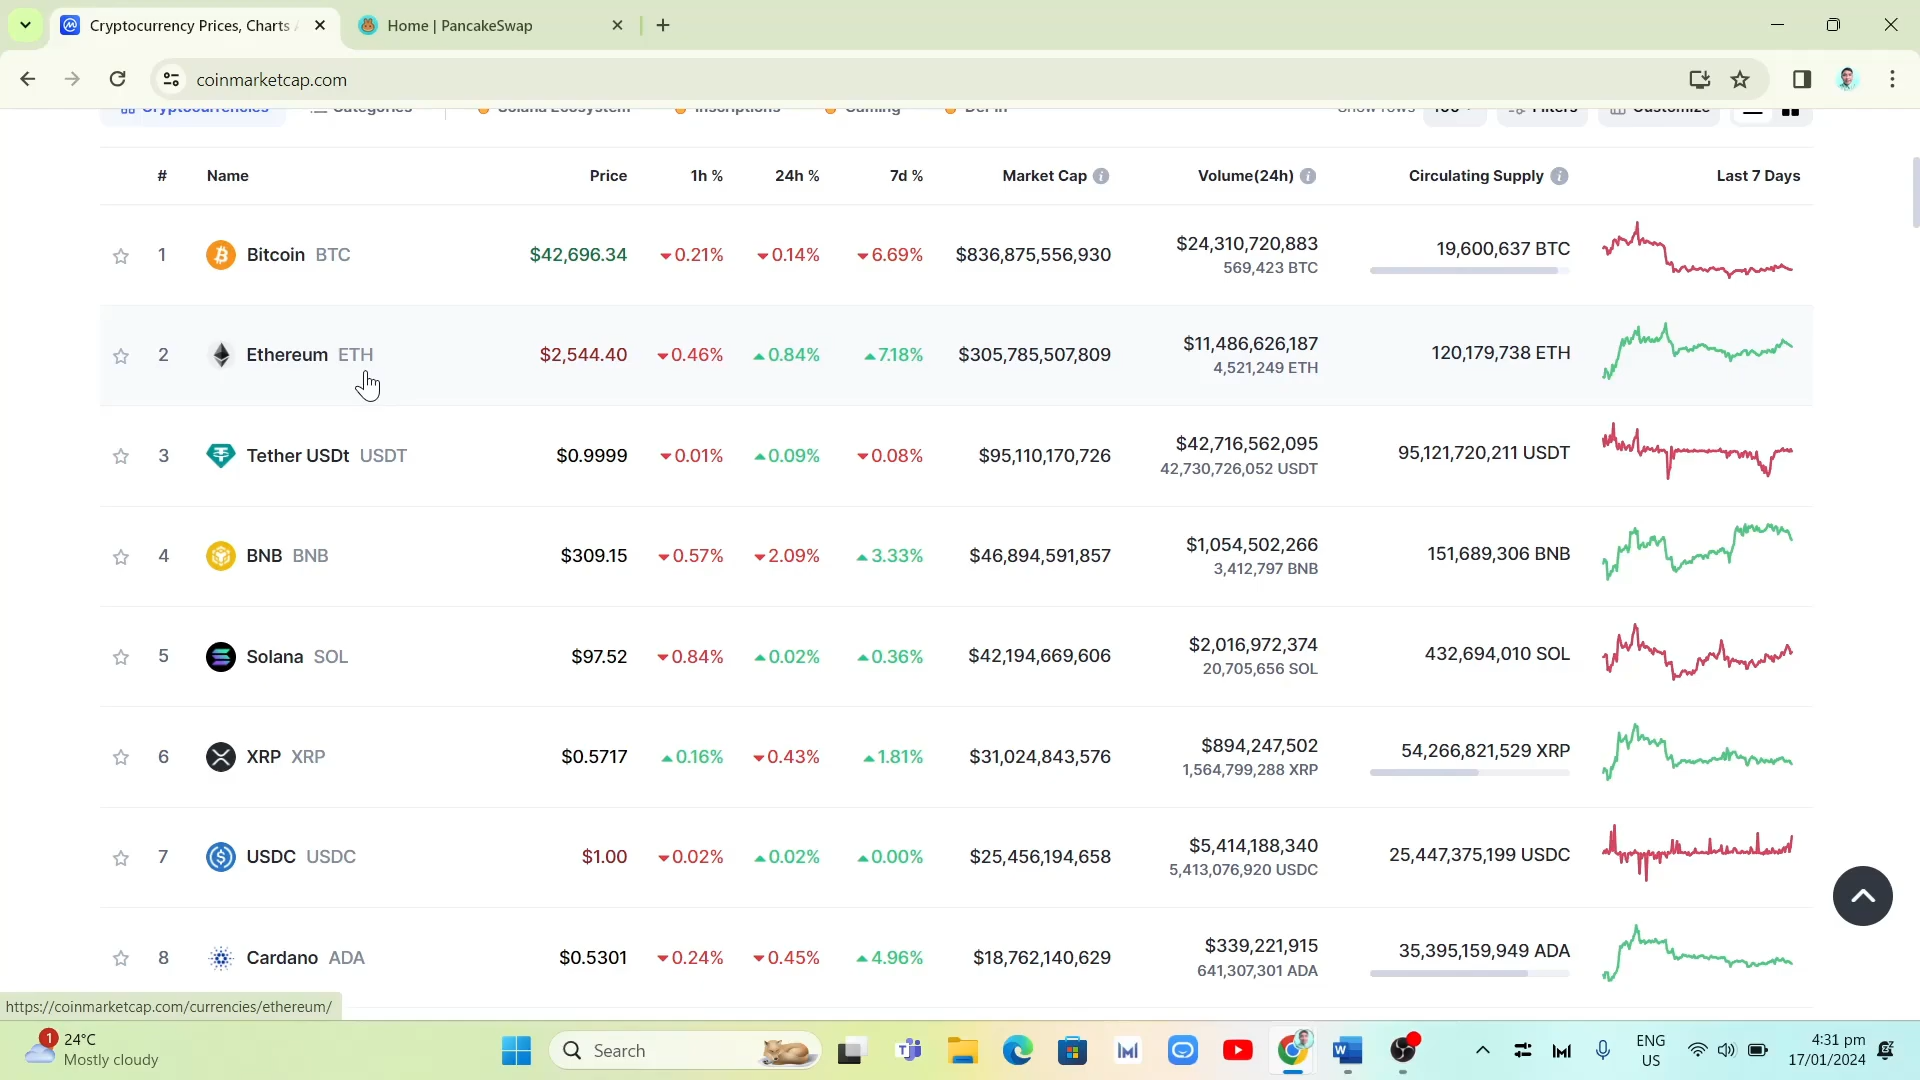 Cryptocurrency Prices, Charts
Home | PancakeSwap
coinmarketcap.com
Cryptocurrencies Categories Solana Ecosystem Inscriptions Gaming DePIN Show rows 100 Filters Customize
# Name Price 1h % 24h % 7d % Market Cap Volume(24h) Circulating Supply Last 7 Days
1 Bitcoin BTC $42,696.34 0.21% 0.14% 6.69% $836,875,556,930 $24,310,720,883 19,600,637 BTC
569,423 BTC
2 Ethereum ETH $2,544.40 0.46% 0.84% 7.18% $305,785,507,809 $11,486,626,187 120,179,738 ETH
4,521,249 ETH
3 Tether USDt USDT $0.9999 0.01% 0.09% 0.08% $95,110,170,726 $42,716,562,095 95,121,720,211 USDT
42,730,726,052 USDT
4 BNB BNB $309.15 0.57% 2.09% 3.33% $46,894,591,857 $1,054,502,266 151,689,306 BNB
3,412,797 BNB
5 Solana SOL $97.52 0.84% 0.02% 0.36% $42,194,669,606 $2,016,972,374 432,694,010 SOL
20,705,656 SOL
6 XRP XRP $0.5717 0.16% 0.43% 1.81% $31,024,843,576 $894,247,502 54,266,821,529 XRP
1,564,799,288 XRP
7 USDC USDC $1.00 0.02% 0.02% 0.00% $25,456,194,658 $5,414,188,340 25,447,375,199 USDC
5,413,076,920 USDC
8 Cardano ADA $0.5301 0.24% 0.45% 4.96% $18,762,140,629 $339,221,915 35,395,159,949 ADA
641,307,301 ADA
https://coinmarketcap.com/currencies/ethereum/
1 24°C
Mostly cloudy
Search
ENG
US
4:31 pm
17/01/2024